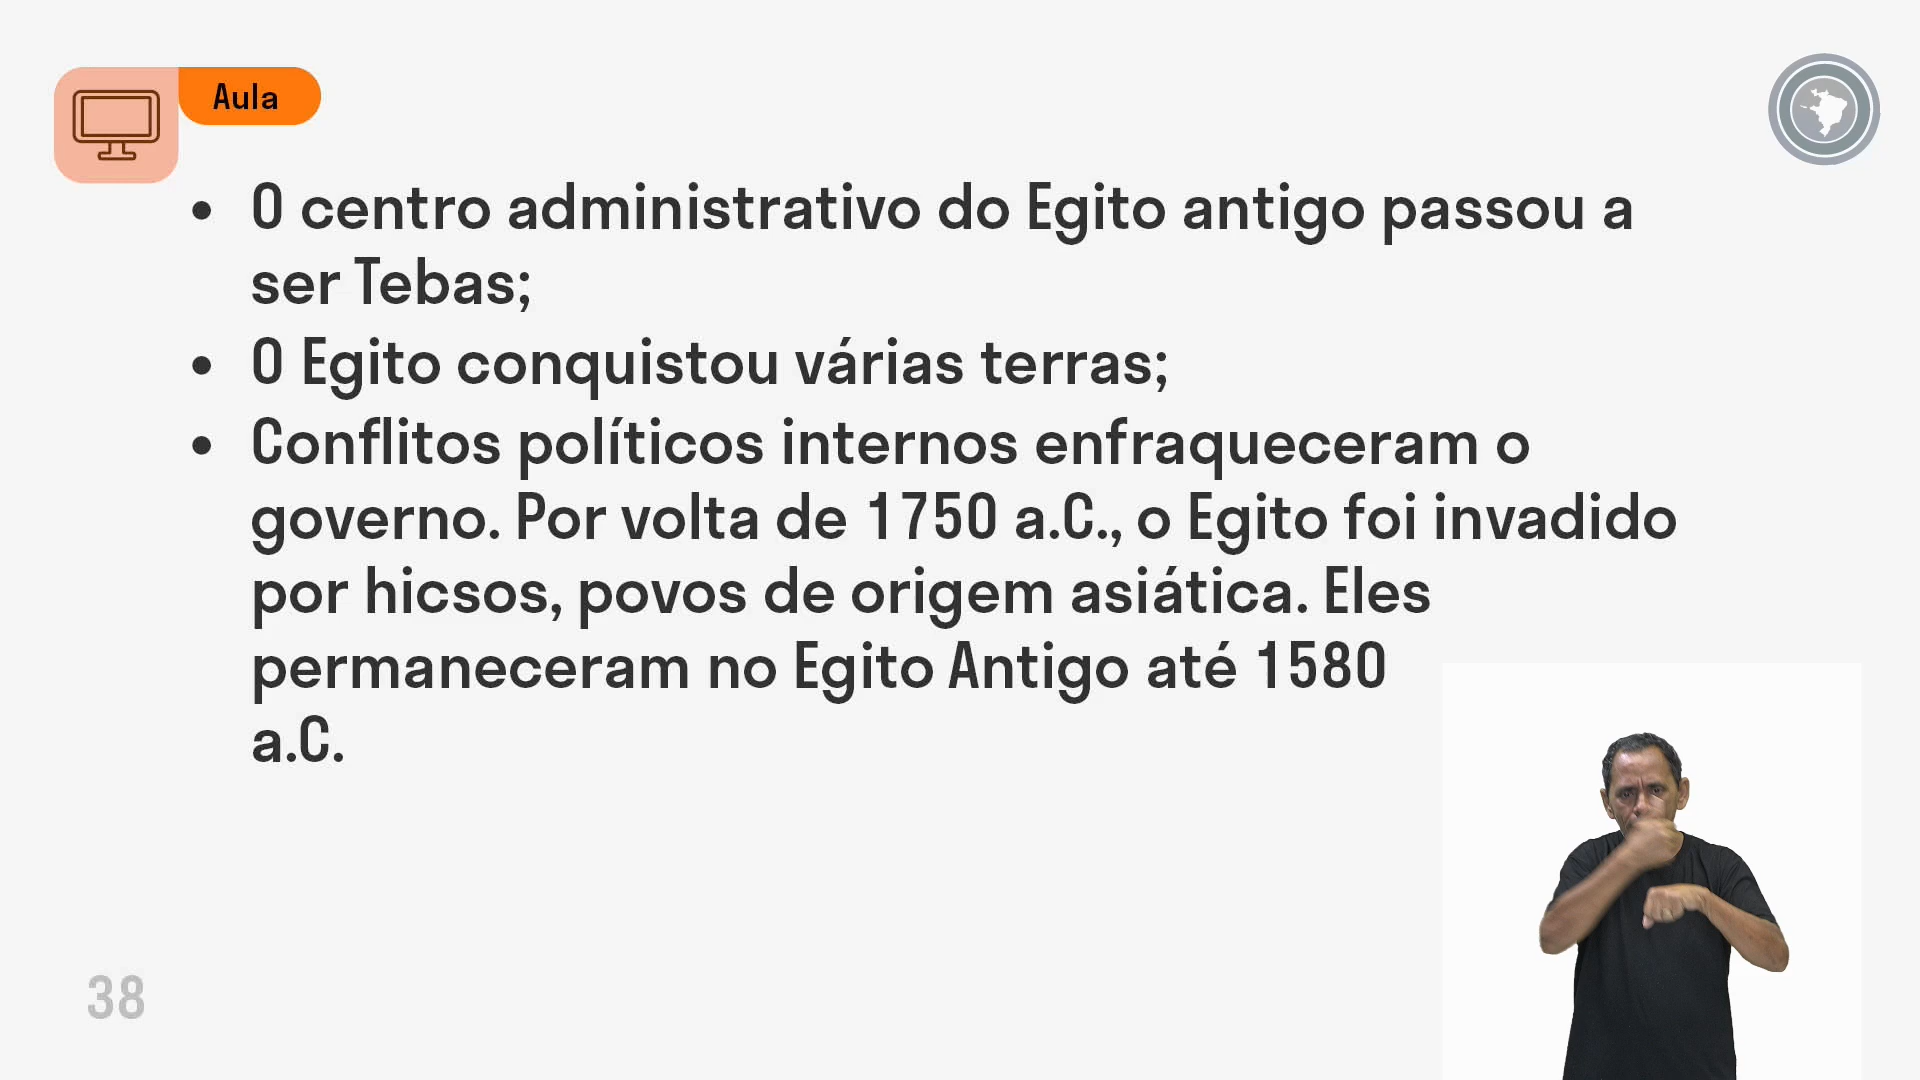 Aula
• O centro administrativo do Egito antigo passou a
ser Tebas;
• O Egito conquistou várias terras;
• Conflitos políticos internos enfraqueceram o
governo. Por volta de 1750 a.C., o Egito foi invadido
por hicsos, povos de origem asiática. Eles
permaneceram no Egito Antigo até 1580
a.C.
38